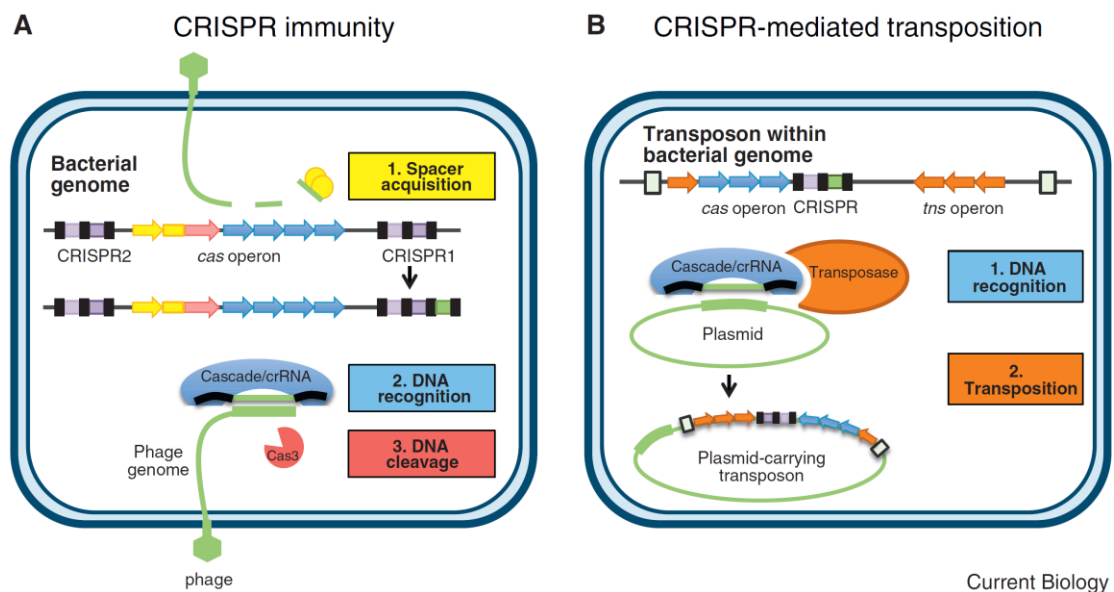 A
CRISPR immunity
Bacterial
genome
1. Spacer
acquisition
CRISPR2
cas operon
CRISPR1
Cascade/crRNA
2. DNA
recognition
Phage
genome
Cas3
3. DNA
cleavage
phage
B
CRISPR-mediated transposition
Transposon within
bacterial genome
cas operon
CRISPR
tns operon
Cascade/crRNA
Transposase
1. DNA
recognition
Plasmid
2.
Transposition
Plasmid-carrying
transposon
Current Biology